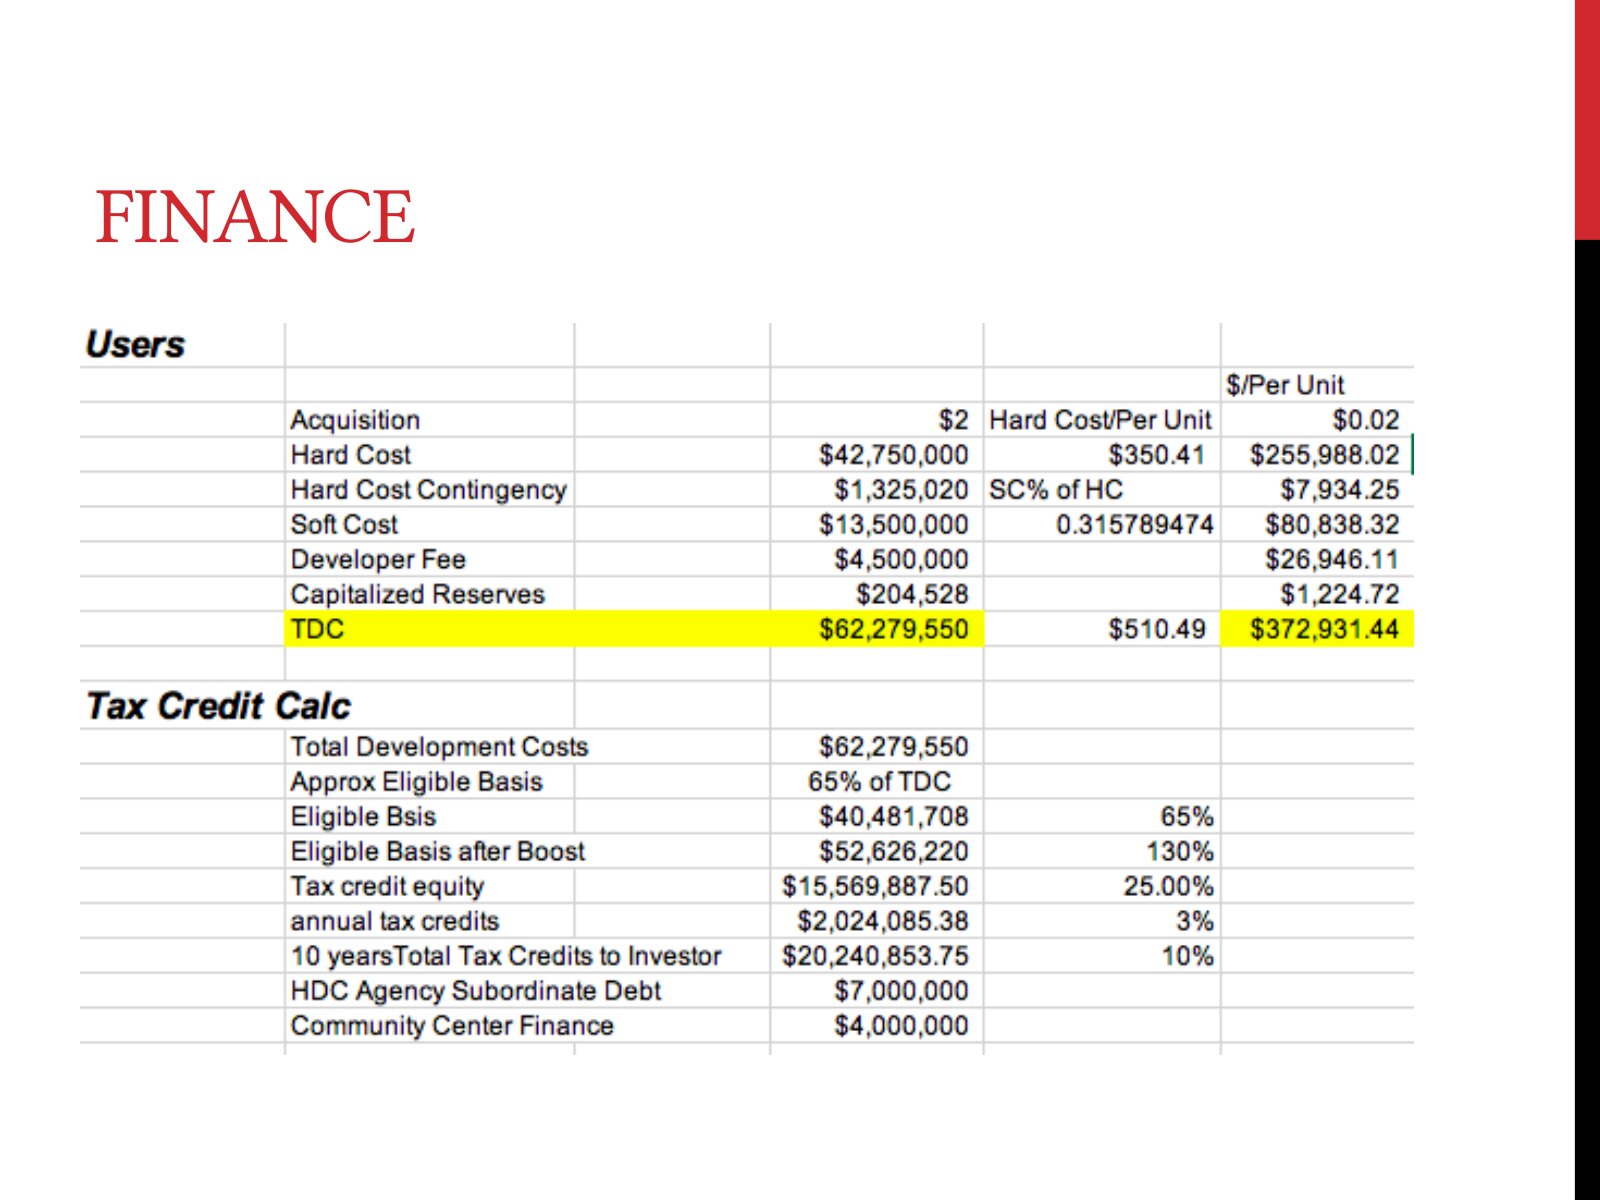 FINANCE
Users
$/Per Unit
Acquisition $2 Hard Cost/Per Unit $0.02
Hard Cost $42,750,000 $350.41 $255,988.02
Hard Cost Contingency $1,325,020 SC% of HC $7,934.25
Soft Cost $13,500,000 0.315789474 $80,838.32
Developer Fee $4,500,000 $26,946.11
Capitalized Reserves $204,528 $1,224.72
TDC $62,279,550 $510.49 $372,931.44
Tax Credit Calc
Total Development Costs $62,279,550
Approx Eligible Basis 65% of TDC
Eligible Bsis $40,481,708 65%
Eligible Basis after Boost $52,626,220 130%
Tax credit equity $15,569,887.50 25.00%
annual tax credits $2,024,085.38 3%
10 yearsTotal Tax Credits to Investor $20,240,853.75 10%
HDC Agency Subordinate Debt $7,000,000
Community Center Finance $4,000,000